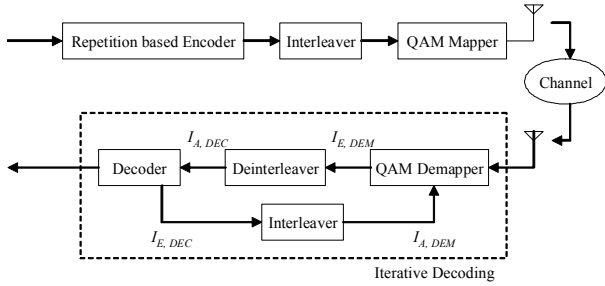 Repetition based Encoder
Interleaver
QAM Mapper
Channel
I_{A, DEC}
I_{E, DEM}
Decoder
Deinterleaver
QAM Demapper
Interleaver
I_{E, DEC}
I_{A, DEM}
Iterative Decoding